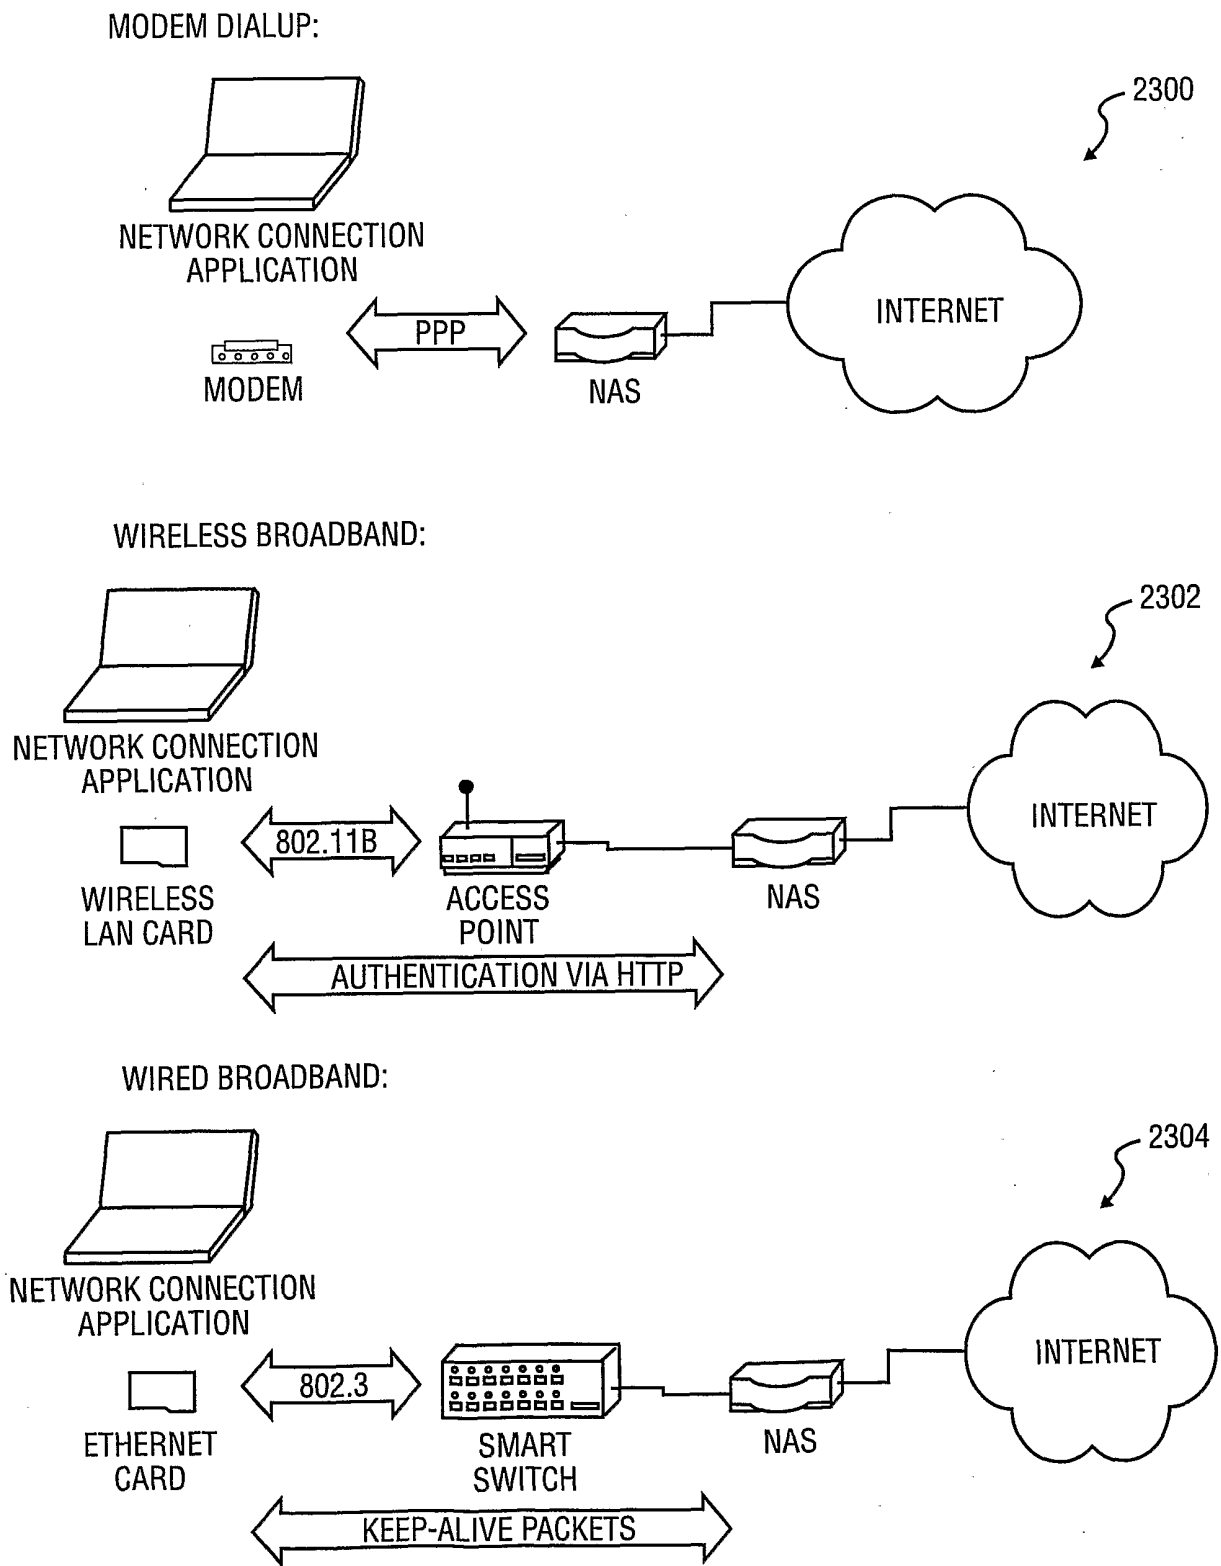 MODEM DIALUP:
2300
NETWORK CONNECTION
APPLICATION
INTERNET
PPP
MODEM
NAS
WIRELESS BROADBAND:
2302
NETWORK CONNECTION
APPLICATION
INTERNET
802.11B
WIRELESS
LAN CARD
ACCESS
POINT
NAS
AUTHENTICATION VIA HTTP
WIRED BROADBAND:
2304
NETWORK CONNECTION
APPLICATION
INTERNET
802.3
ETHERNET
CARD
SMART
SWITCH
NAS
KEEP-ALIVE PACKETS